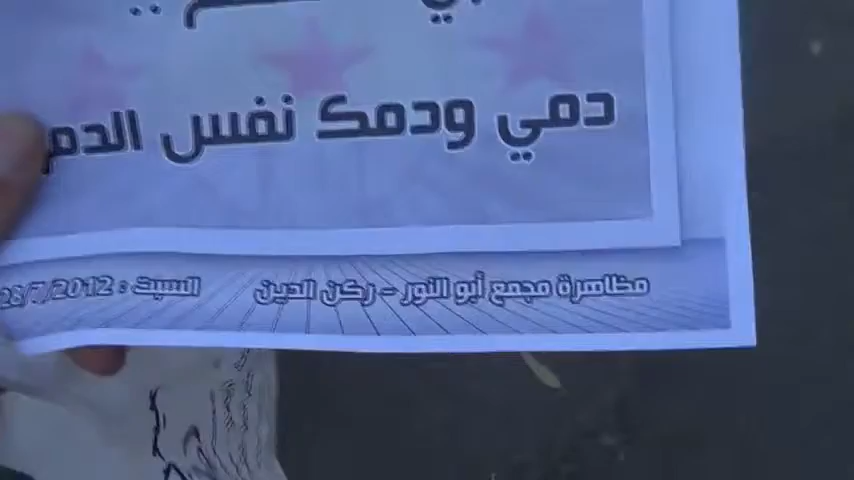 دمي ودمك نفس الدم
مظاهرة مجمع أبو النور - ركن الدين السبت : 28/7/2012